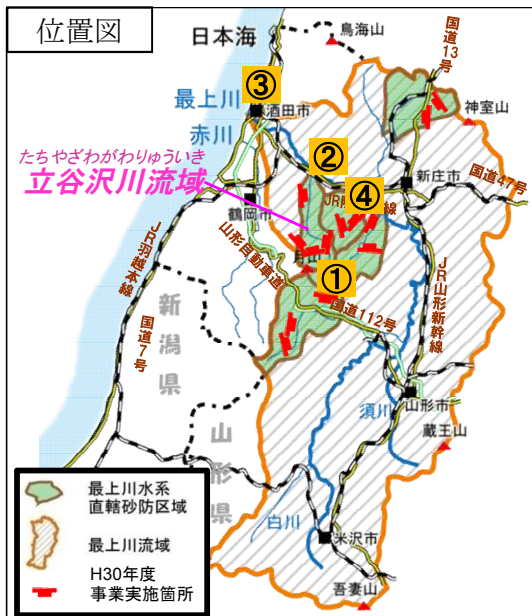 位置図
日本海
鳥海山
国道13号
③
最上川
酒田市
神室山
赤川
②
たちやざわがわりゅういき
立谷沢川流域
新庄市
国道47号
④
JR陸
線
鶴岡市
山形自動車道
月山
①
JR羽越本線
国道7号
国道112号
JR山形新幹線
新潟県
山形県
山形市
須川
蔵王山
白川
米沢市
吾妻山
最上川水系
直轄砂防区域
最上川流域
H30年度
事業実施箇所